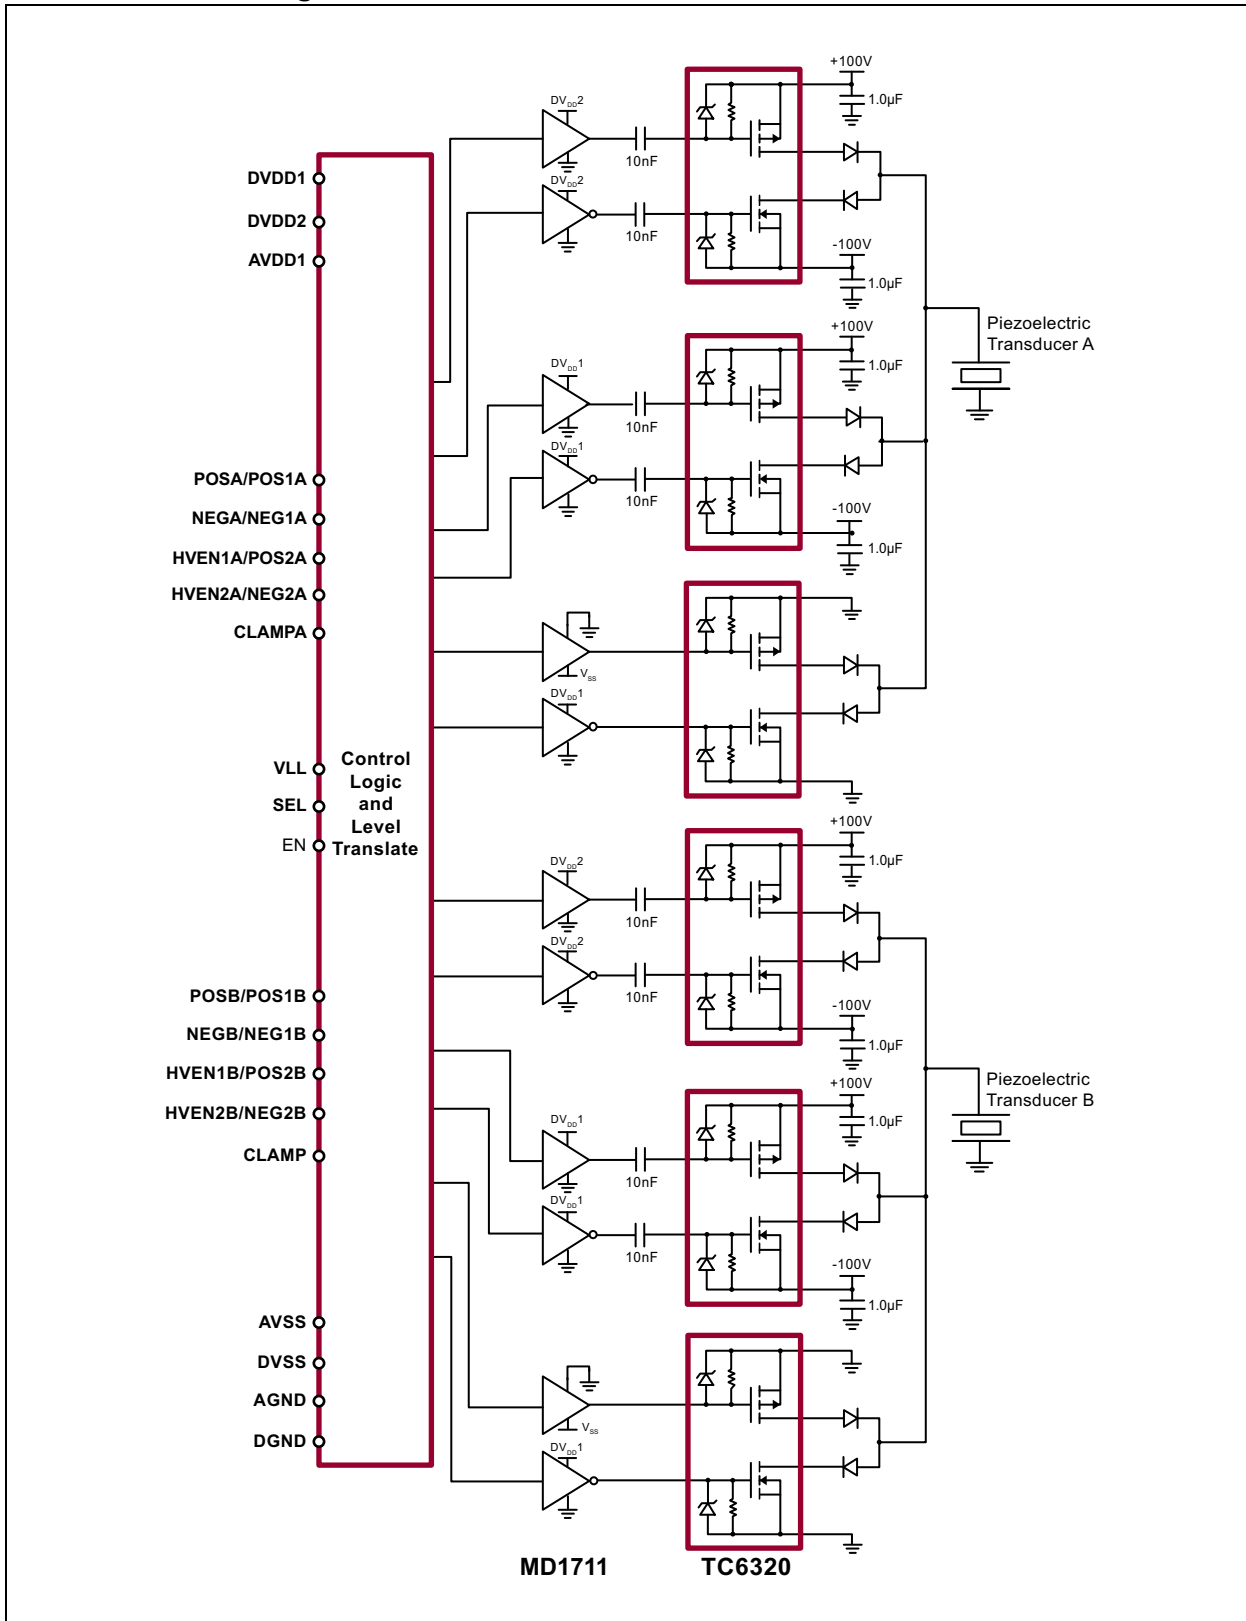 +100V
1.0µF
DVDD2
10nF
DVDD2
10nF
-100V
1.0µF
DVDD1
DVDD2
AVDD1
+100V
1.0µF
Piezoelectric
Transducer A
DVDD1
10nF
DVDD1
10nF
-100V
1.0µF
POSA/POS1A
NEGA/NEG1A
HVEN1A/POS2A
HVEN2A/NEG2A
CLAMPA
VSS
DVDD1
VLL
SEL
EN
Control
Logic
and
Level
Translate
+100V
1.0µF
DVDD2
10nF
DVDD2
10nF
-100V
1.0µF
POSB/POS1B
NEGB/NEG1B
HVEN1B/POS2B
HVEN2B/NEG2B
CLAMP
+100V
1.0µF
Piezoelectric
Transducer B
DVDD1
10nF
DVDD1
10nF
-100V
1.0µF
AVSS
DVSS
AGND
DGND
VSS
DVDD1
MD1711
TC6320